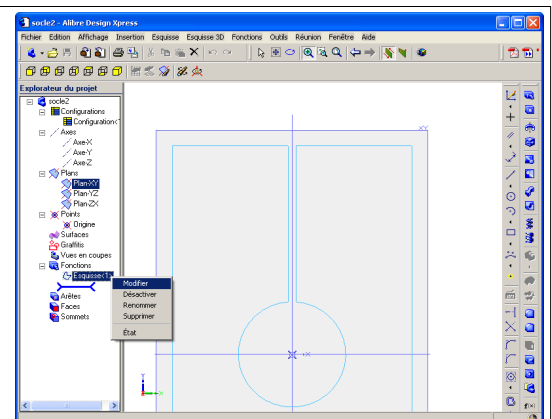 socle2 - Alibre Design Xpress
Fichier Edition Affichage Insertion Esquisse Esquisse 3D Fonctions Outils Réunion Fenêtre Aide
Explorateur du projet
socle2
Configurations
Configuration<
Axes
Axe-X
Axe-Y
Axe-Z
Plans
Plan-XY
Plan-YZ
Plan-ZX
Points
Origine
Surfaces
Graffitis
Vues en coupes
Fonctions
Esquisse<1>
Arêtes
Faces
Sommets
Modifier
Désactiver
Renommer
Supprimer
État
XY
X
Y
X
f(x)